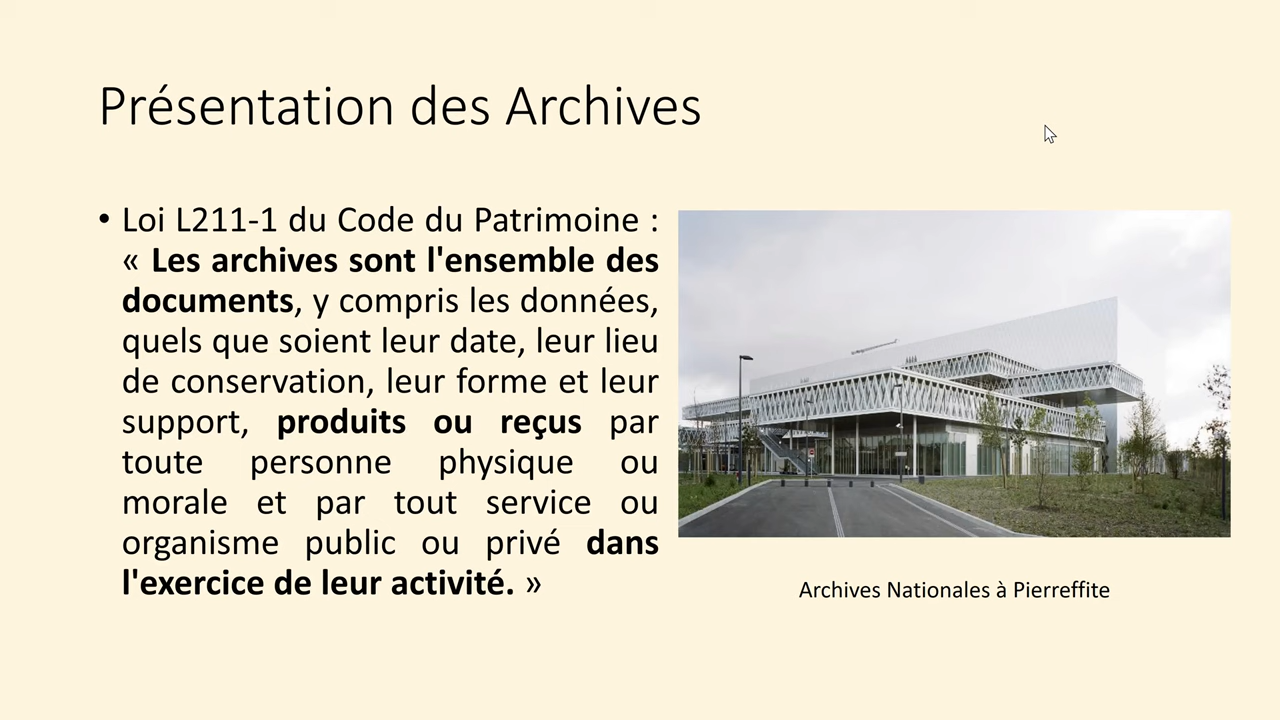 Présentation des Archives
• Loi L211-1 du Code du Patrimoine :
« Les archives sont l'ensemble des
documents, y compris les données,
quels que soient leur date, leur lieu
de conservation, leur forme et leur
support, produits ou reçus par
toute personne physique ou
morale et par tout service ou
organisme public ou privé dans
l'exercice de leur activité. »
Archives Nationales à Pierreffite